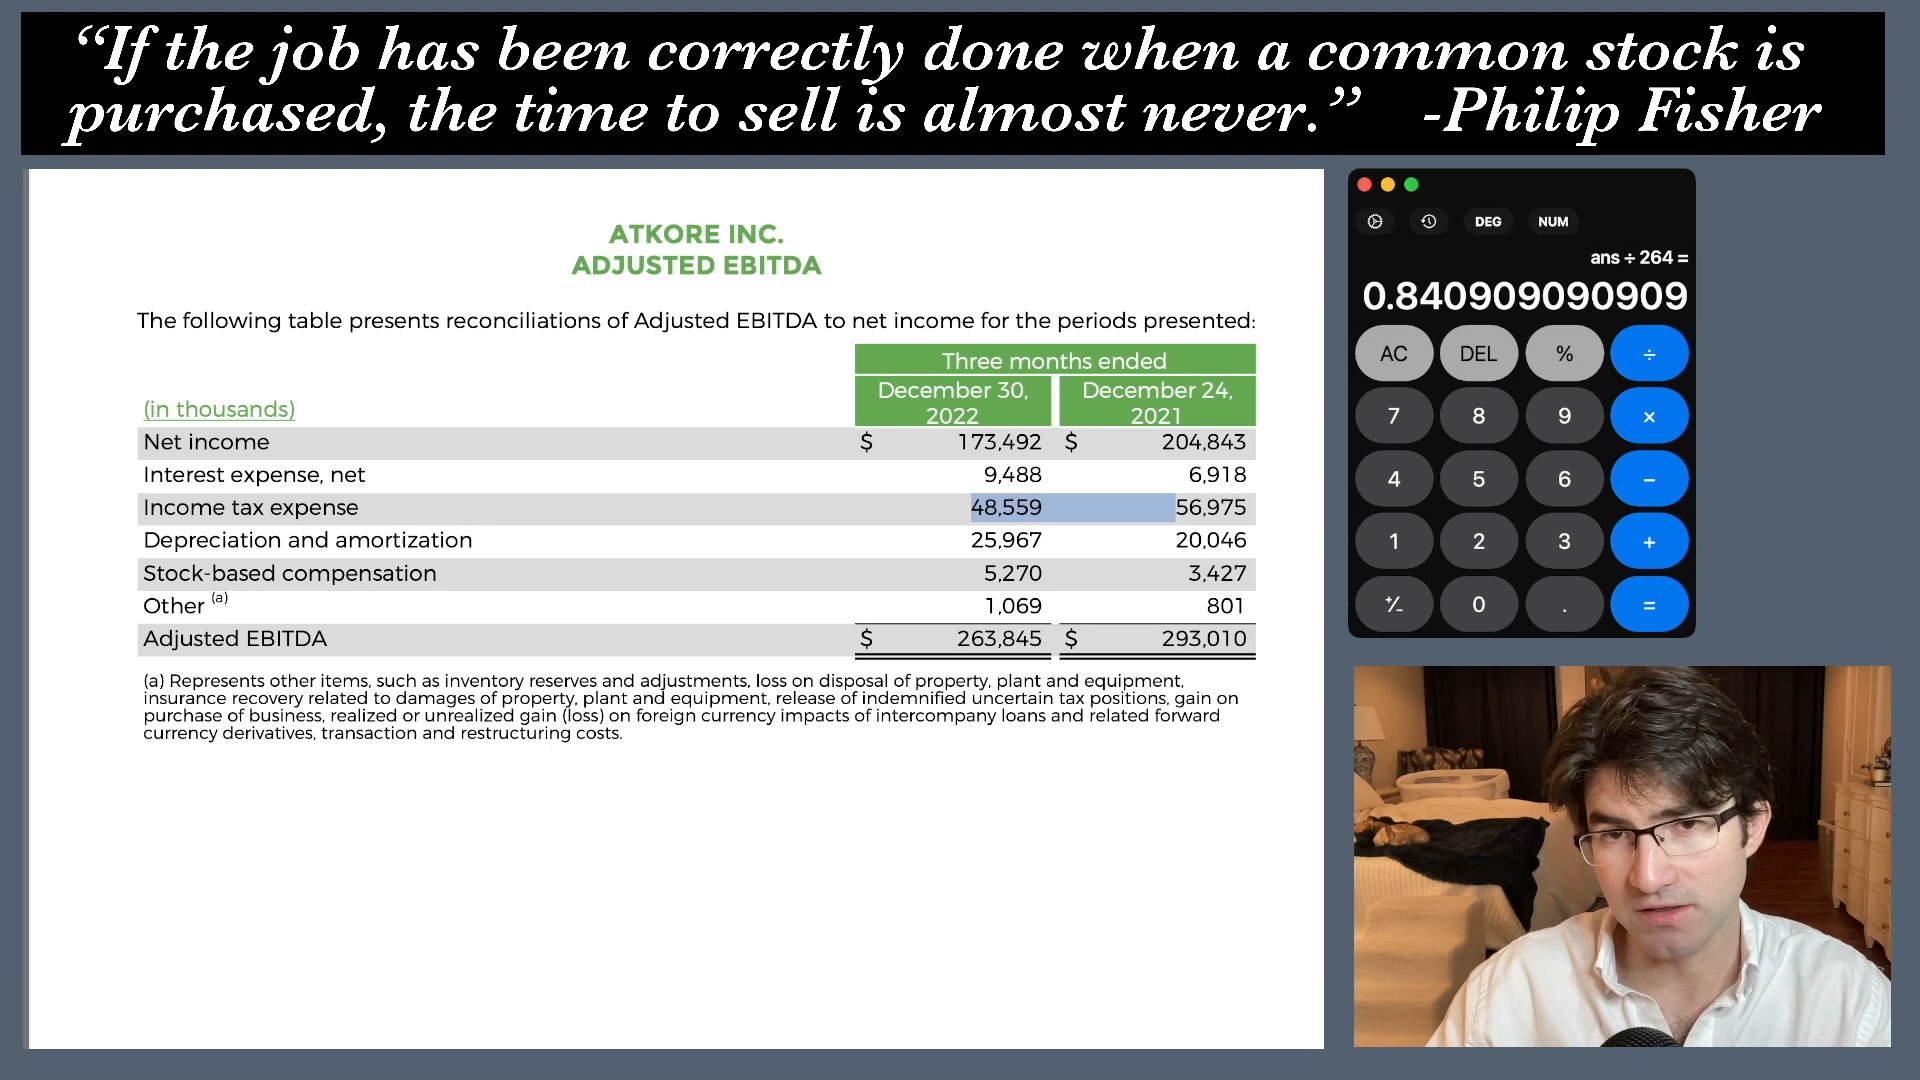 “If the job has been correctly done when a common stock is
purchased, the time to sell is almost never.” -Philip Fisher
ATKORE INC.
ADJUSTED EBITDA
The following table presents reconciliations of Adjusted EBITDA to net income for the periods presented:
Three months ended
(in thousands) December 30, 2022 December 24, 2021
Net income $ 173,492 $ 204,843
Interest expense, net 9,488 6,918
Income tax expense 48,559 56,975
Depreciation and amortization 25,967 20,046
Stock-based compensation 5,270 3,427
Other (a) 1,069 801
Adjusted EBITDA $ 263,845 $ 293,010
(a) Represents other items, such as inventory reserves and adjustments, loss on disposal of property, plant and equipment,
insurance recovery related to damages of property, plant and equipment, release of indemnified uncertain tax positions, gain on
purchase of business, realized or unrealized gain (loss) on foreign currency impacts of intercompany loans and related forward
currency derivatives, transaction and restructuring costs.
DEG NUM
ans ÷ 264 =
0.840909090909
AC DEL % ÷
7 8 9 ×
4 5 6 −
1 2 3 +
⁺∕₋ 0 . =